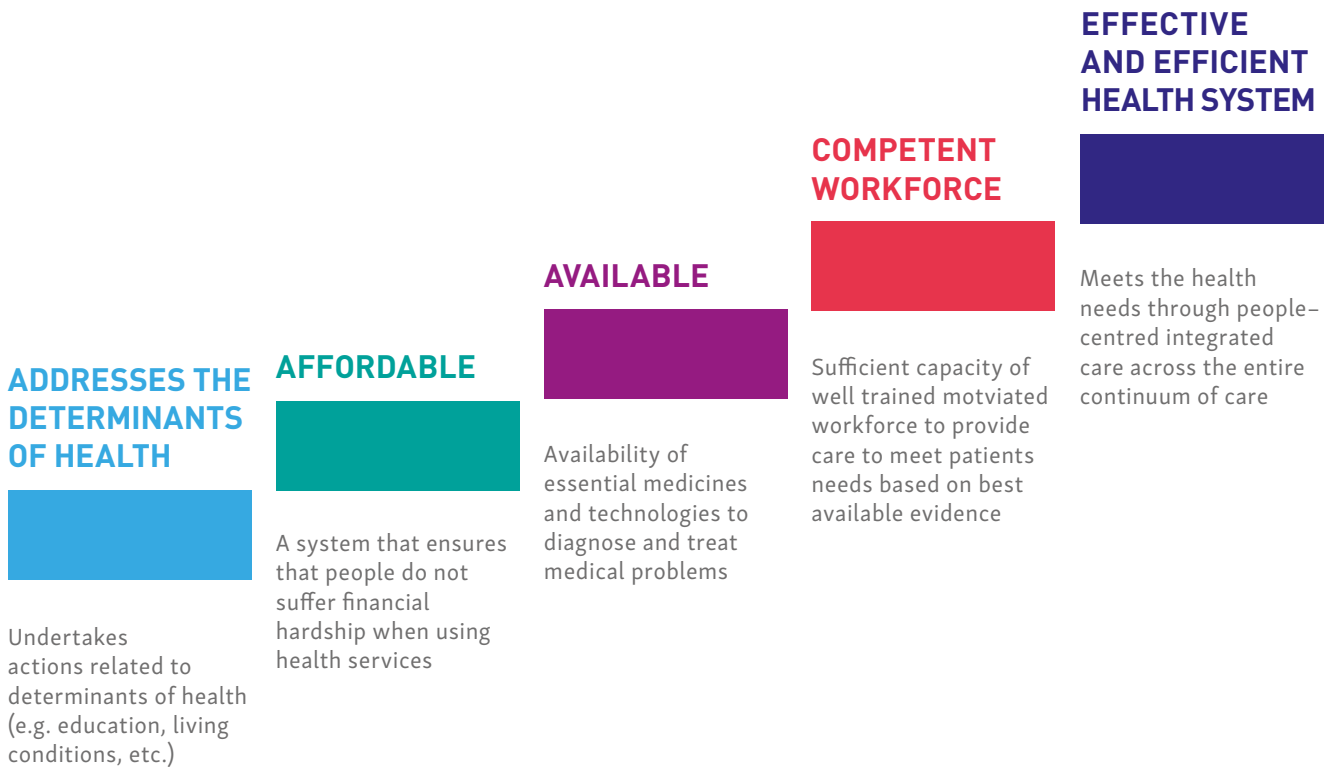 ADDRESSES THE
DETERMINANTS
OF HEALTH
Undertakes
actions related to
determinants of health
(e.g. education, living
conditions, etc.)
AFFORDABLE
A system that ensures
that people do not
suffer financial
hardship when using
health services
AVAILABLE
Availability of
essential medicines
and technologies to
diagnose and treat
medical problems
COMPETENT
WORKFORCE
Sufficient capacity of
well trained motviated
workforce to provide
care to meet patients
needs based on best
available evidence
EFFECTIVE
AND EFFICIENT
HEALTH SYSTEM
Meets the health
needs through people–
centred integrated
care across the entire
continuum of care